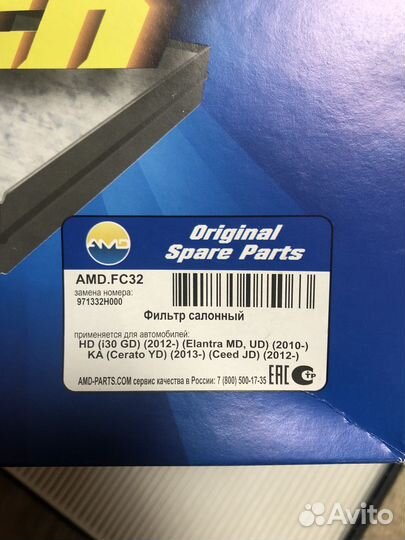 AMD
Original
Spare Parts
AMD.FC32
замена номера:
971332H000
Фильтр салонный
применяется для автомобилей:
HD (i30 GD) (2012-) (Elantra MD, UD) (2010-)
KA (Cerato YD) (2013-) (Ceed JD) (2012-)
AMD-PARTS.COM сервис качества в России: 7 (800) 500-17-35
EAC
Avito